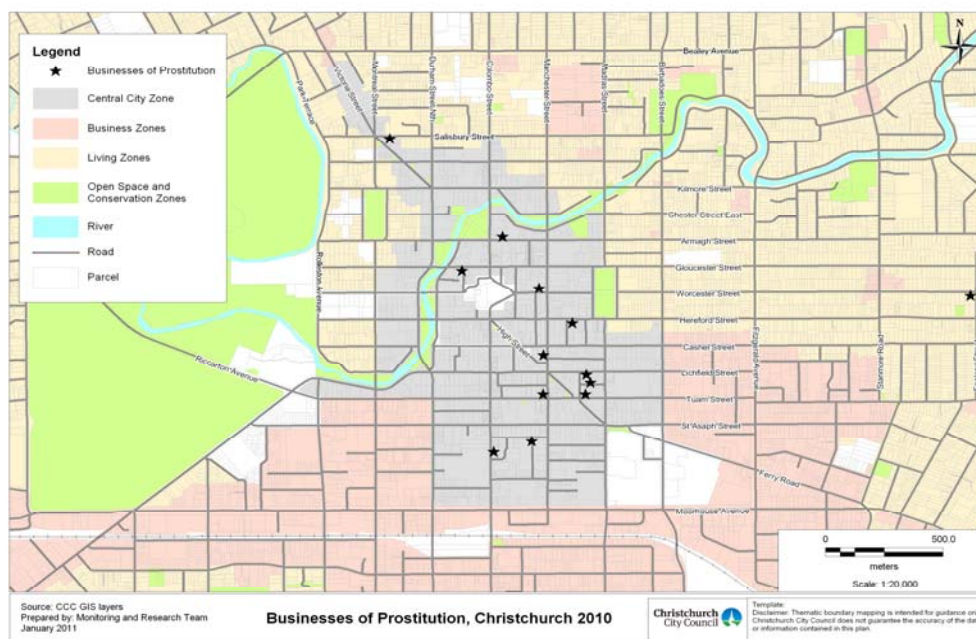 Legend
Businesses of Prostitution
Central City Zone
Business Zones
Living Zones
Open Space and
Conservation Zones
River
Road
Parcel
N
Bealey Avenue
Park Terrace
Victoria Street
Montreal Street
Durham Street Nth
Colombo Street
Manchester Street
Madras Street
Barbadoes Street
Salisbury Street
Kilmore Street
Chester Street East
Armagh Street
Gloucester Street
Rolleston Avenue
Worcester Street
Hereford Street
High Street
Cashel Street
Riccarton Avenue
Lichfield Street
Fitzgerald Avenue
Stanmore Road
Tuam Street
St Asaph Street
Ferry Road
Moorhouse Avenue
0 500.0
meters
Scale: 1:20,000
Source: CCC GIS layers
Prepared by: Monitoring and Research Team
January 2011
Businesses of Prostitution, Christchurch 2010
Christchurch
City Council
Template:
Disclaimer: Thematic boundary mapping is intended for guidance on
Christchurch City Council does not guarantee the accuracy of the da
or information contained in this plan.